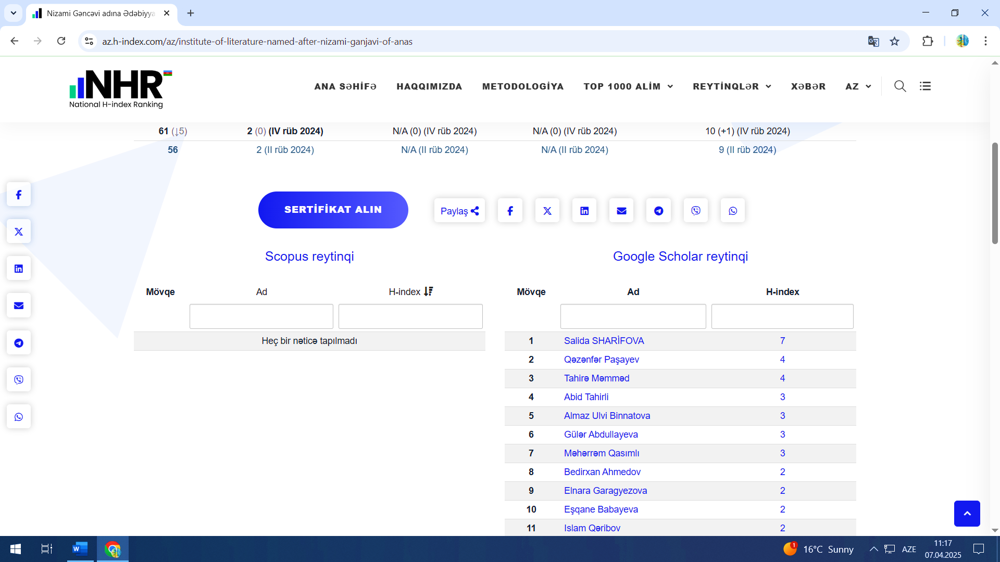 Nizami Gəncəvi adına Ədəbiyya
az.h-index.com/az/institute-of-literature-named-after-nizami-ganjavi-of-anas
NHR
National H-index Ranking
ANA SƏHİFƏ HAQQIMIZDA METODOLOGİYA TOP 1000 ALİM REYTİNQLƏR XƏBƏR AZ
61 (↓5) 2 (0) (IV rüb 2024) N/A (0) (IV rüb 2024) N/A (0) (IV rüb 2024) 10 (+1) (IV rüb 2024)
56 2 (II rüb 2024) N/A (II rüb 2024) N/A (II rüb 2024) 9 (II rüb 2024)
SERTİFİKAT ALIN Paylaş
Scopus reytinqi
Mövqe Ad H-index
Heç bir nəticə tapılmadı
Google Scholar reytinqi
Mövqe Ad H-index
1 Salida SHARİFOVA 7
2 Qəzənfər Paşayev 4
3 Tahirə Məmməd 4
4 Abid Tahirli 3
5 Almaz Ulvi Binnatova 3
6 Gülər Abdullayeva 3
7 Məhərrəm Qasımlı 3
8 Bedirxan Ahmedov 2
9 Elnara Garagyezova 2
10 Eşqane Babayeva 2
11 Islam Qəribov 2
1 16°C Sunny AZE 11:17
07.04.2025